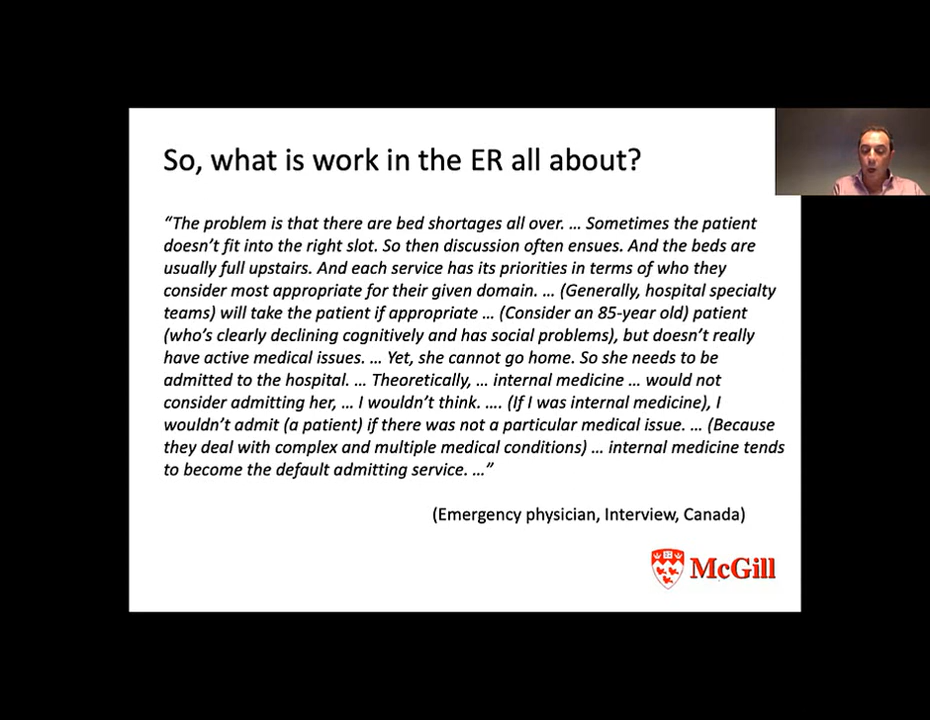 So, what is work in the ER all about?
“The problem is that there are bed shortages all over. … Sometimes the patient
doesn’t fit into the right slot. So then discussion often ensues. And the beds are
usually full upstairs. And each service has its priorities in terms of who they
consider most appropriate for their given domain. … (Generally, hospital specialty
teams) will take the patient if appropriate … (Consider an 85-year old) patient
(who’s clearly declining cognitively and has social problems), but doesn’t really
have active medical issues. … Yet, she cannot go home. So she needs to be
admitted to the hospital. … Theoretically, … internal medicine … would not
consider admitting her, … I wouldn’t think. …. (If I was internal medicine), I
wouldn’t admit (a patient) if there was not a particular medical issue. … (Because
they deal with complex and multiple medical conditions) … internal medicine tends
to become the default admitting service. …”
(Emergency physician, Interview, Canada)
McGill